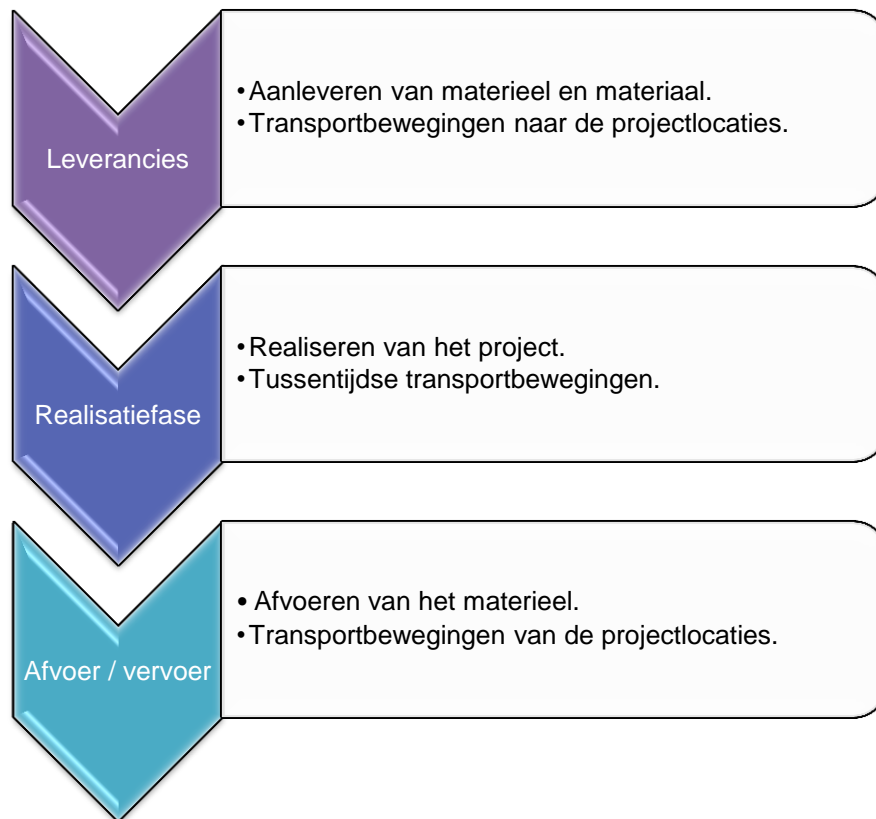 Leverancies
•Aanleveren van materieel en materiaal.
•Transportbewegingen naar de projectlocaties.
Realisatiefase
•Realiseren van het project.
•Tussentijdse transportbewegingen.
Afvoer / vervoer
• Afvoeren van het materieel.
•Transportbewegingen van de projectlocaties.